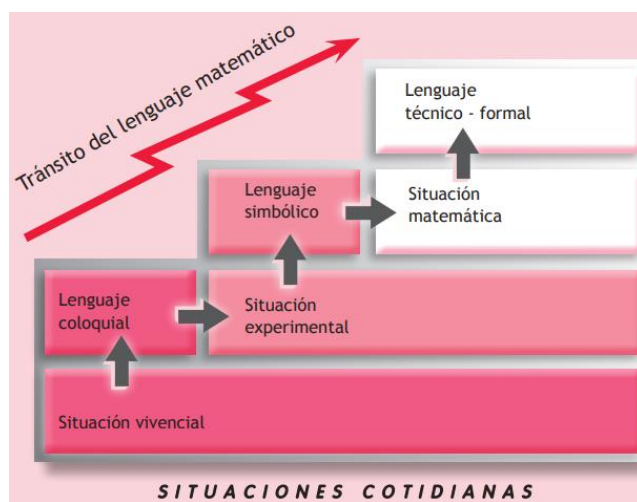 Tránsito del lenguaje matemático
Lenguaje
técnico - formal
Lenguaje
simbólico
Situación
matemática
Lenguaje
coloquial
Situación
experimental
Situación vivencial
SITUACIONES COTIDIANAS